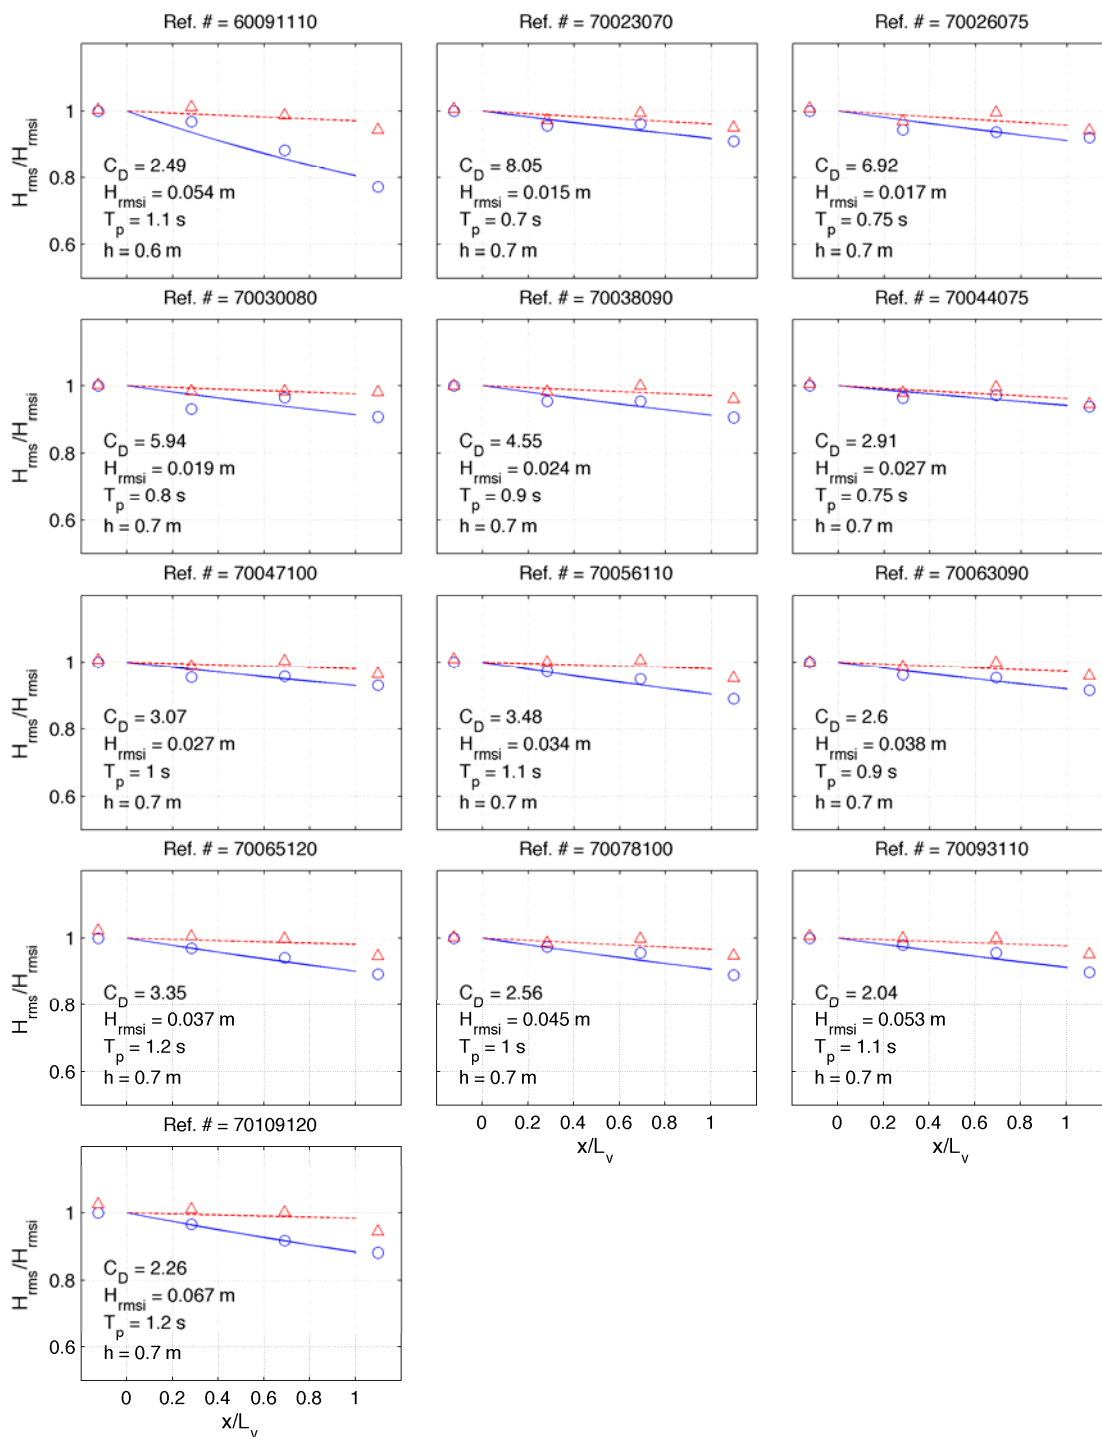 Ref. # = 60091110
Ref. # = 70023070
Ref. # = 70026075
H_rms/H_rmsi
1
0.8
0.6
C_D = 2.49
H_rmsi = 0.054 m
T_p = 1.1 s
h = 0.6 m
C_D = 8.05
H_rmsi = 0.015 m
T_p = 0.7 s
h = 0.7 m
C_D = 6.92
H_rmsi = 0.017 m
T_p = 0.75 s
h = 0.7 m
Ref. # = 70030080
Ref. # = 70038090
Ref. # = 70044075
H_rms/H_rmsi
1
0.8
0.6
C_D = 5.94
H_rmsi = 0.019 m
T_p = 0.8 s
h = 0.7 m
C_D = 4.55
H_rmsi = 0.024 m
T_p = 0.9 s
h = 0.7 m
C_D = 2.91
H_rmsi = 0.027 m
T_p = 0.75 s
h = 0.7 m
Ref. # = 70047100
Ref. # = 70056110
Ref. # = 70063090
H_rms/H_rmsi
1
0.8
0.6
C_D = 3.07
H_rmsi = 0.027 m
T_p = 1 s
h = 0.7 m
C_D = 3.48
H_rmsi = 0.034 m
T_p = 1.1 s
h = 0.7 m
C_D = 2.6
H_rmsi = 0.038 m
T_p = 0.9 s
h = 0.7 m
Ref. # = 70065120
Ref. # = 70078100
Ref. # = 70093110
H_rms/H_rmsi
1
0.8
0.6
C_D = 3.35
H_rmsi = 0.037 m
T_p = 1.2 s
h = 0.7 m
C_D = 2.56
H_rmsi = 0.045 m
T_p = 1 s
h = 0.7 m
C_D = 2.04
H_rmsi = 0.053 m
T_p = 1.1 s
h = 0.7 m
0 0.2 0.4 0.6 0.8 1
x/L_v
0 0.2 0.4 0.6 0.8 1
x/L_v
Ref. # = 70109120
H_rms/H_rmsi
1
0.8
0.6
C_D = 2.26
H_rmsi = 0.067 m
T_p = 1.2 s
h = 0.7 m
0 0.2 0.4 0.6 0.8 1
x/L_v